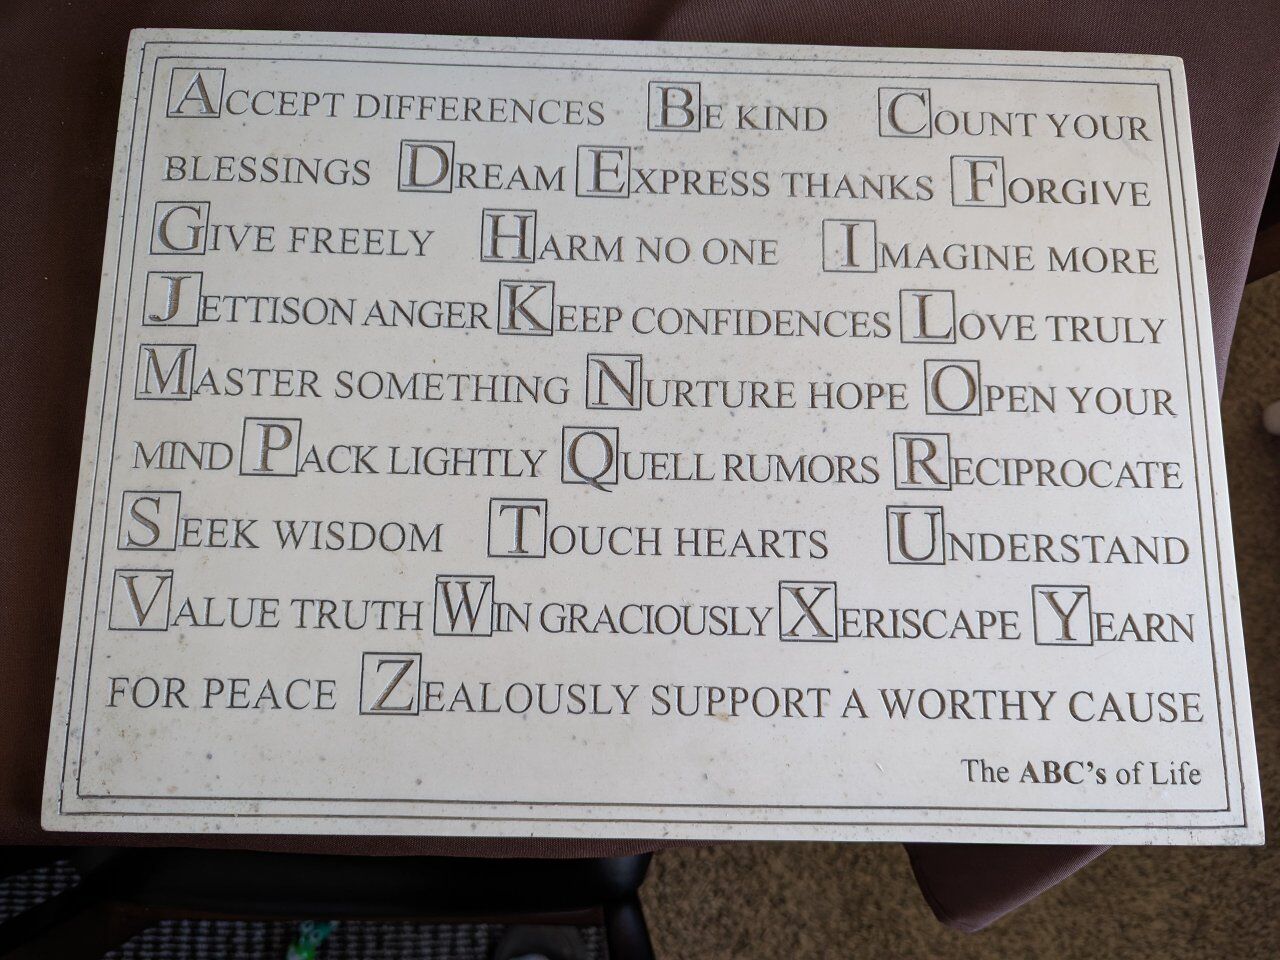 ACCEPT DIFFERENCES BE KIND COUNT YOUR
BLESSINGS DREAM EXPRESS THANKS FORGIVE
GIVE FREELY HARM NO ONE IMAGINE MORE
JETTISON ANGER KEEP CONFIDENCES LOVE TRULY
MASTER SOMETHING NURTURE HOPE OPEN YOUR
MIND PACK LIGHTLY QUELL RUMORS RECIPROCATE
SEEK WISDOM TOUCH HEARTS UNDERSTAND
VALUE TRUTH WIN GRACIOUSLY XERISCAPE YEARN
FOR PEACE ZEALOUSLY SUPPORT A WORTHY CAUSE
The ABC's of Life